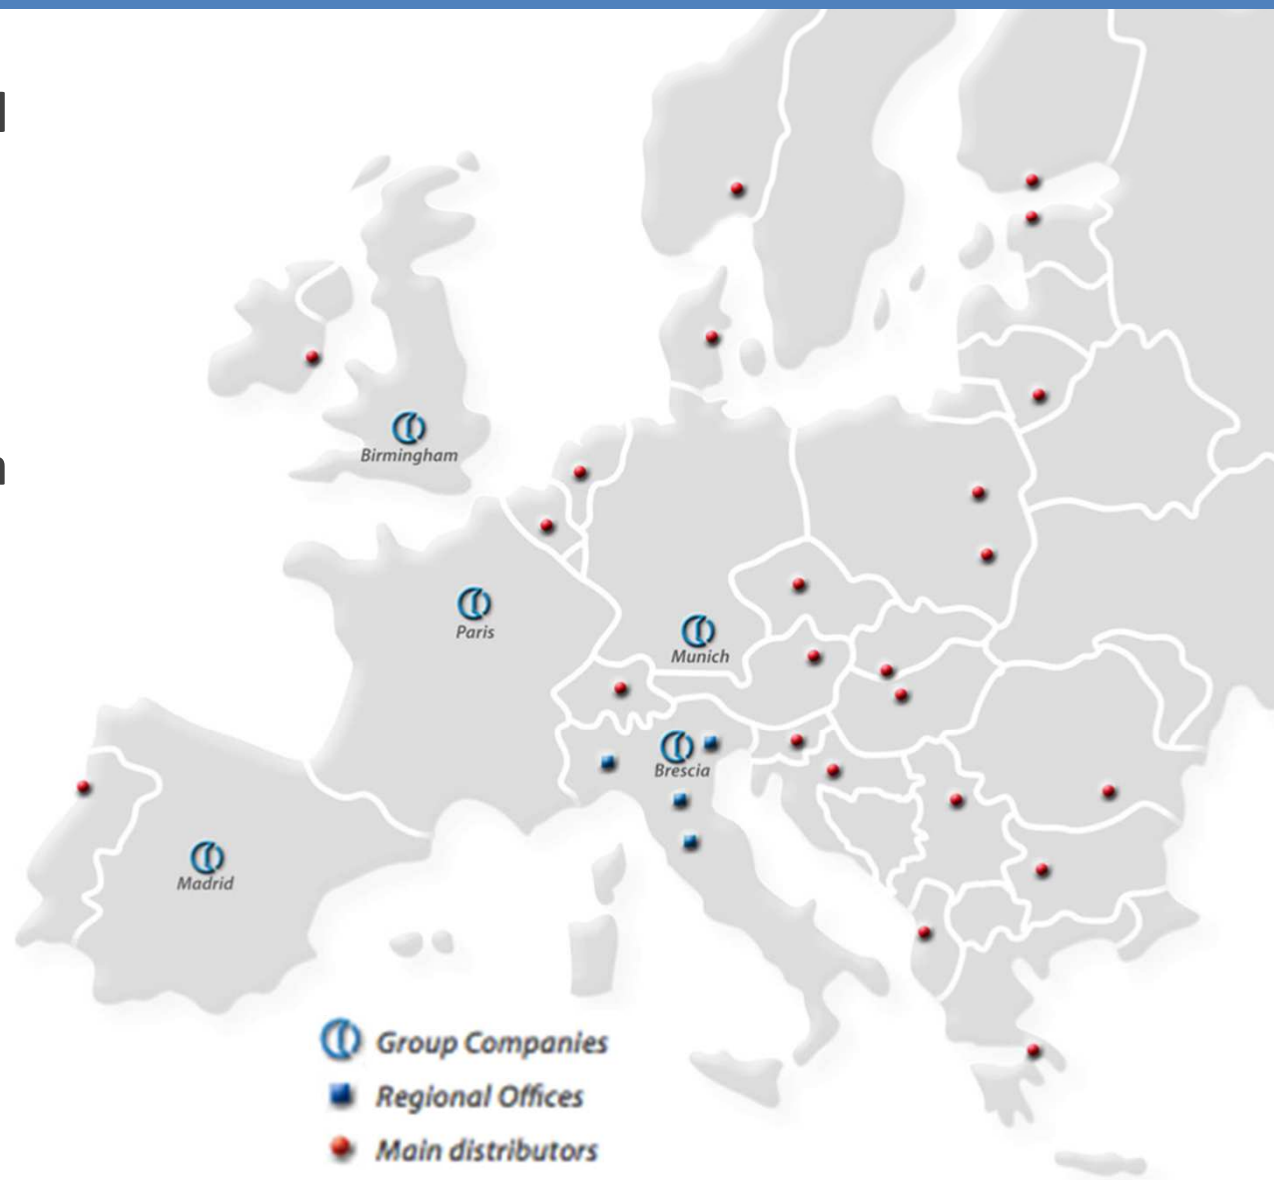 Birmingham
Paris
Munich
Brescia
Madrid
Group Companies
Regional Offices
Main distributors